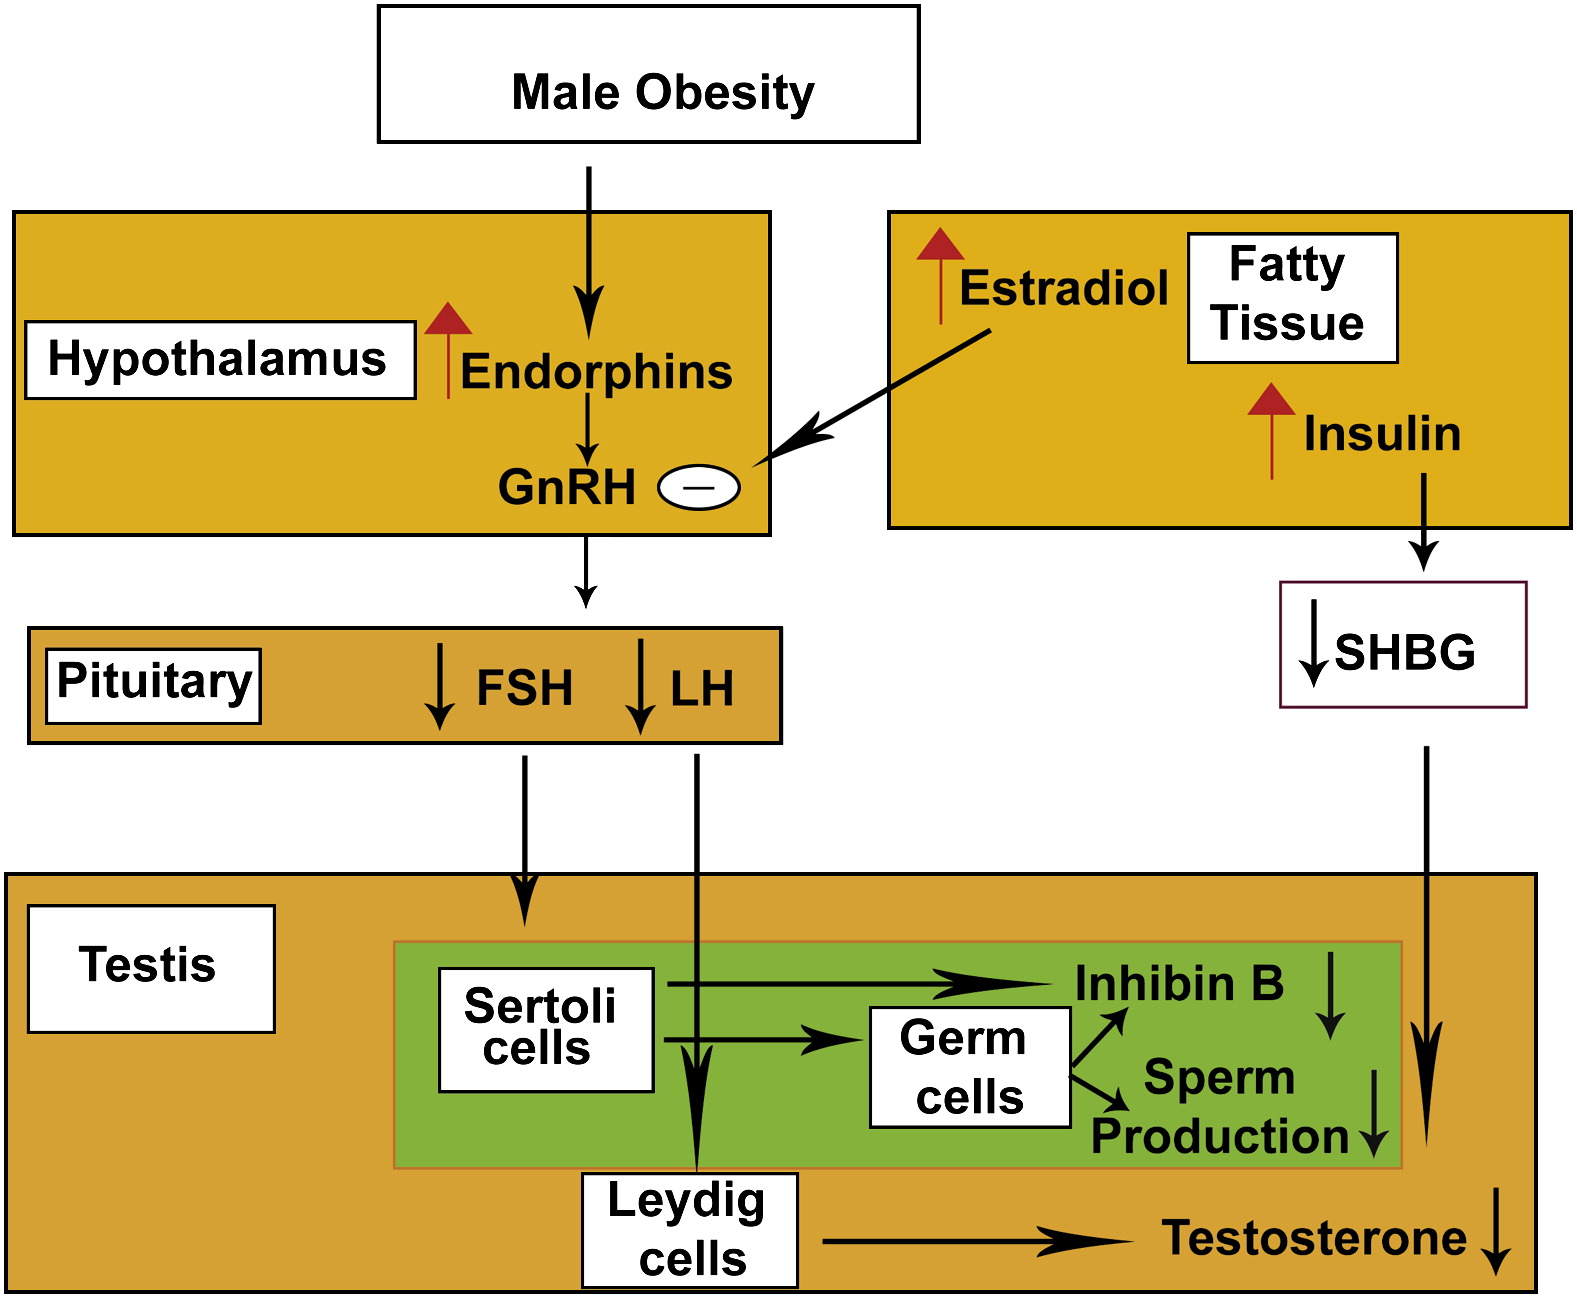 Male Obesity
Hypothalamus
Endorphins
GnRH
—
Estradiol
Fatty
Tissue
Insulin
SHBG
Pituitary
FSH
LH
Testis
Sertoli
cells
Inhibin B
Germ
cells
Sperm
Production
Leydig
cells
Testosterone